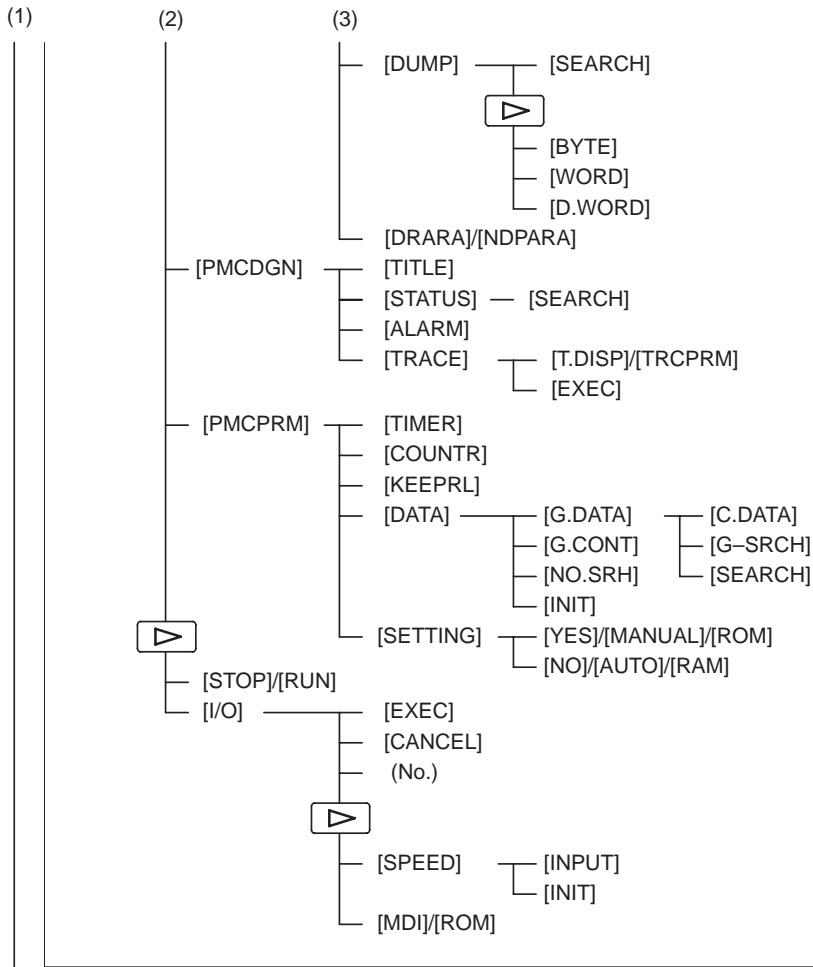 (1) (2) (3)
[DUMP] [SEARCH]
[BYTE]
[WORD]
[D.WORD]
[DRARA]/[NDPARA]
[PMCDGN] [TITLE]
[STATUS] [SEARCH]
[ALARM]
[TRACE] [T.DISP]/[TRCPRM]
[EXEC]
[PMCPRM] [TIMER]
[COUNTR]
[KEEPRL]
[DATA] [G.DATA] [C.DATA]
[G.CONT] [G–SRCH]
[NO.SRH] [SEARCH]
[INIT]
[SETTING] [YES]/[MANUAL]/[ROM]
[NO]/[AUTO]/[RAM]
[STOP]/[RUN]
[I/O] [EXEC]
[CANCEL]
(No.)
[SPEED] [INPUT]
[INIT]
[MDI]/[ROM]